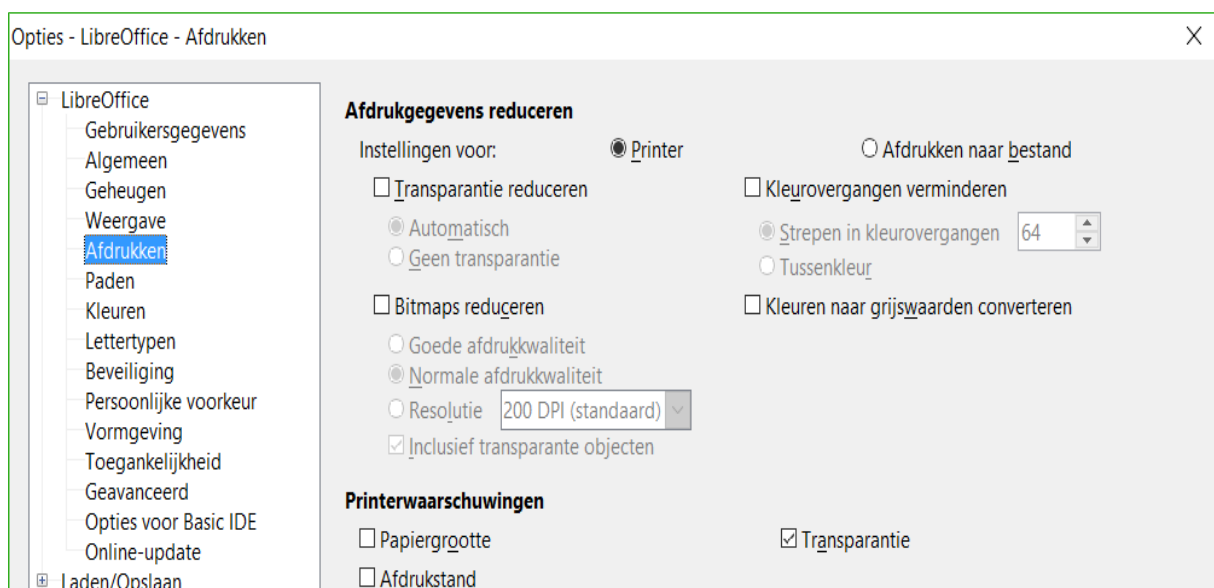 Opties - LibreOffice - Afdrukken
LibreOffice
Gebruikersgegevens
Algemeen
Geheugen
Weergave
Afdrukken
Paden
Kleuren
Lettertypen
Beveiliging
Persoonlijke voorkeur
Vormgeving
Toegankelijkheid
Geavanceerd
Opties voor Basic IDE
Online-update
Laden/Opslaan
Afdrukgegevens reduceren
Instellingen voor: Printer Afdrukken naar bestand
Transparantie reduceren Kleurovergangen verminderen
Automatisch Strepen in kleurovergangen 64
Geen transparantie Tussenkleur
Bitmaps reduceren Kleuren naar grijswaarden converteren
Goede afdrukkwaliteit
Normale afdrukkwaliteit
Resolutie 200 DPI (standaard)
Inclusief transparante objecten
Printerwaarschuwingen
Papiergrootte Transparantie
Afdrukstand